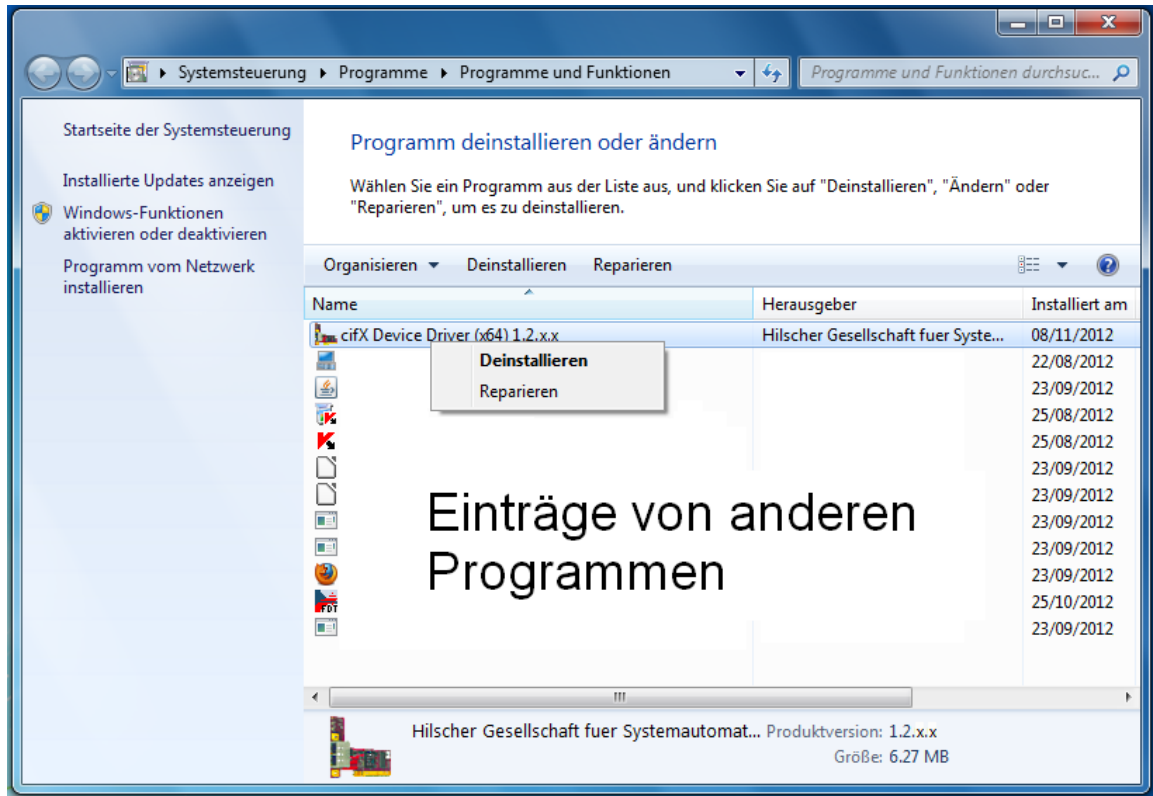 Systemsteuerung Programme Programme und Funktionen
Programme und Funktionen durchsuc...
Startseite der Systemsteuerung
Installierte Updates anzeigen
Windows-Funktionen
aktivieren oder deaktivieren
Programm vom Netzwerk
installieren
Programm deinstallieren oder ändern
Wählen Sie ein Programm aus der Liste aus, und klicken Sie auf "Deinstallieren", "Ändern" oder
"Reparieren", um es zu deinstallieren.
Organisieren Deinstallieren Reparieren
Name Herausgeber Installiert am
cifX Device Driver (x64) 1.2.x.x Hilscher Gesellschaft fuer Syste... 08/11/2012
Deinstallieren
Reparieren
22/08/2012
23/09/2012
25/08/2012
25/08/2012
23/09/2012
23/09/2012
23/09/2012
23/09/2012
23/09/2012
FDT 25/10/2012
23/09/2012
Einträge von anderen
Programmen
Hilscher Gesellschaft fuer Systemautomat... Produktversion: 1.2.x.x
Größe: 6.27 MB